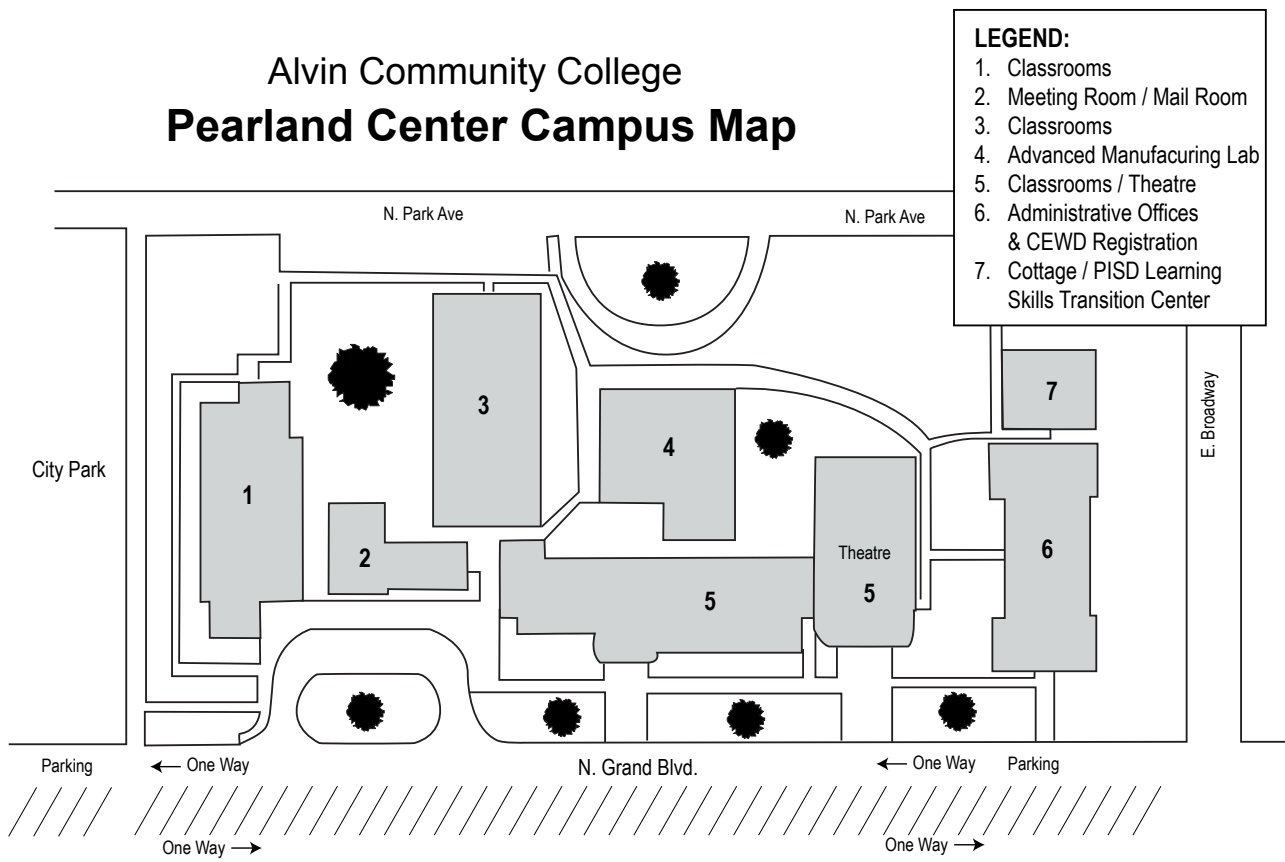 Alvin Community College
Pearland Center Campus Map
LEGEND:
1. Classrooms
2. Meeting Room / Mail Room
3. Classrooms
4. Advanced Manufacuring Lab
5. Classrooms / Theatre
6. Administrative Offices
& CEWD Registration
7. Cottage / PISD Learning
Skills Transition Center
N. Park Ave
N. Park Ave
City Park
1
2
3
4
5
Theatre
5
6
7
E. Broadway
Parking
One Way
N. Grand Blvd.
One Way
Parking
One Way
One Way